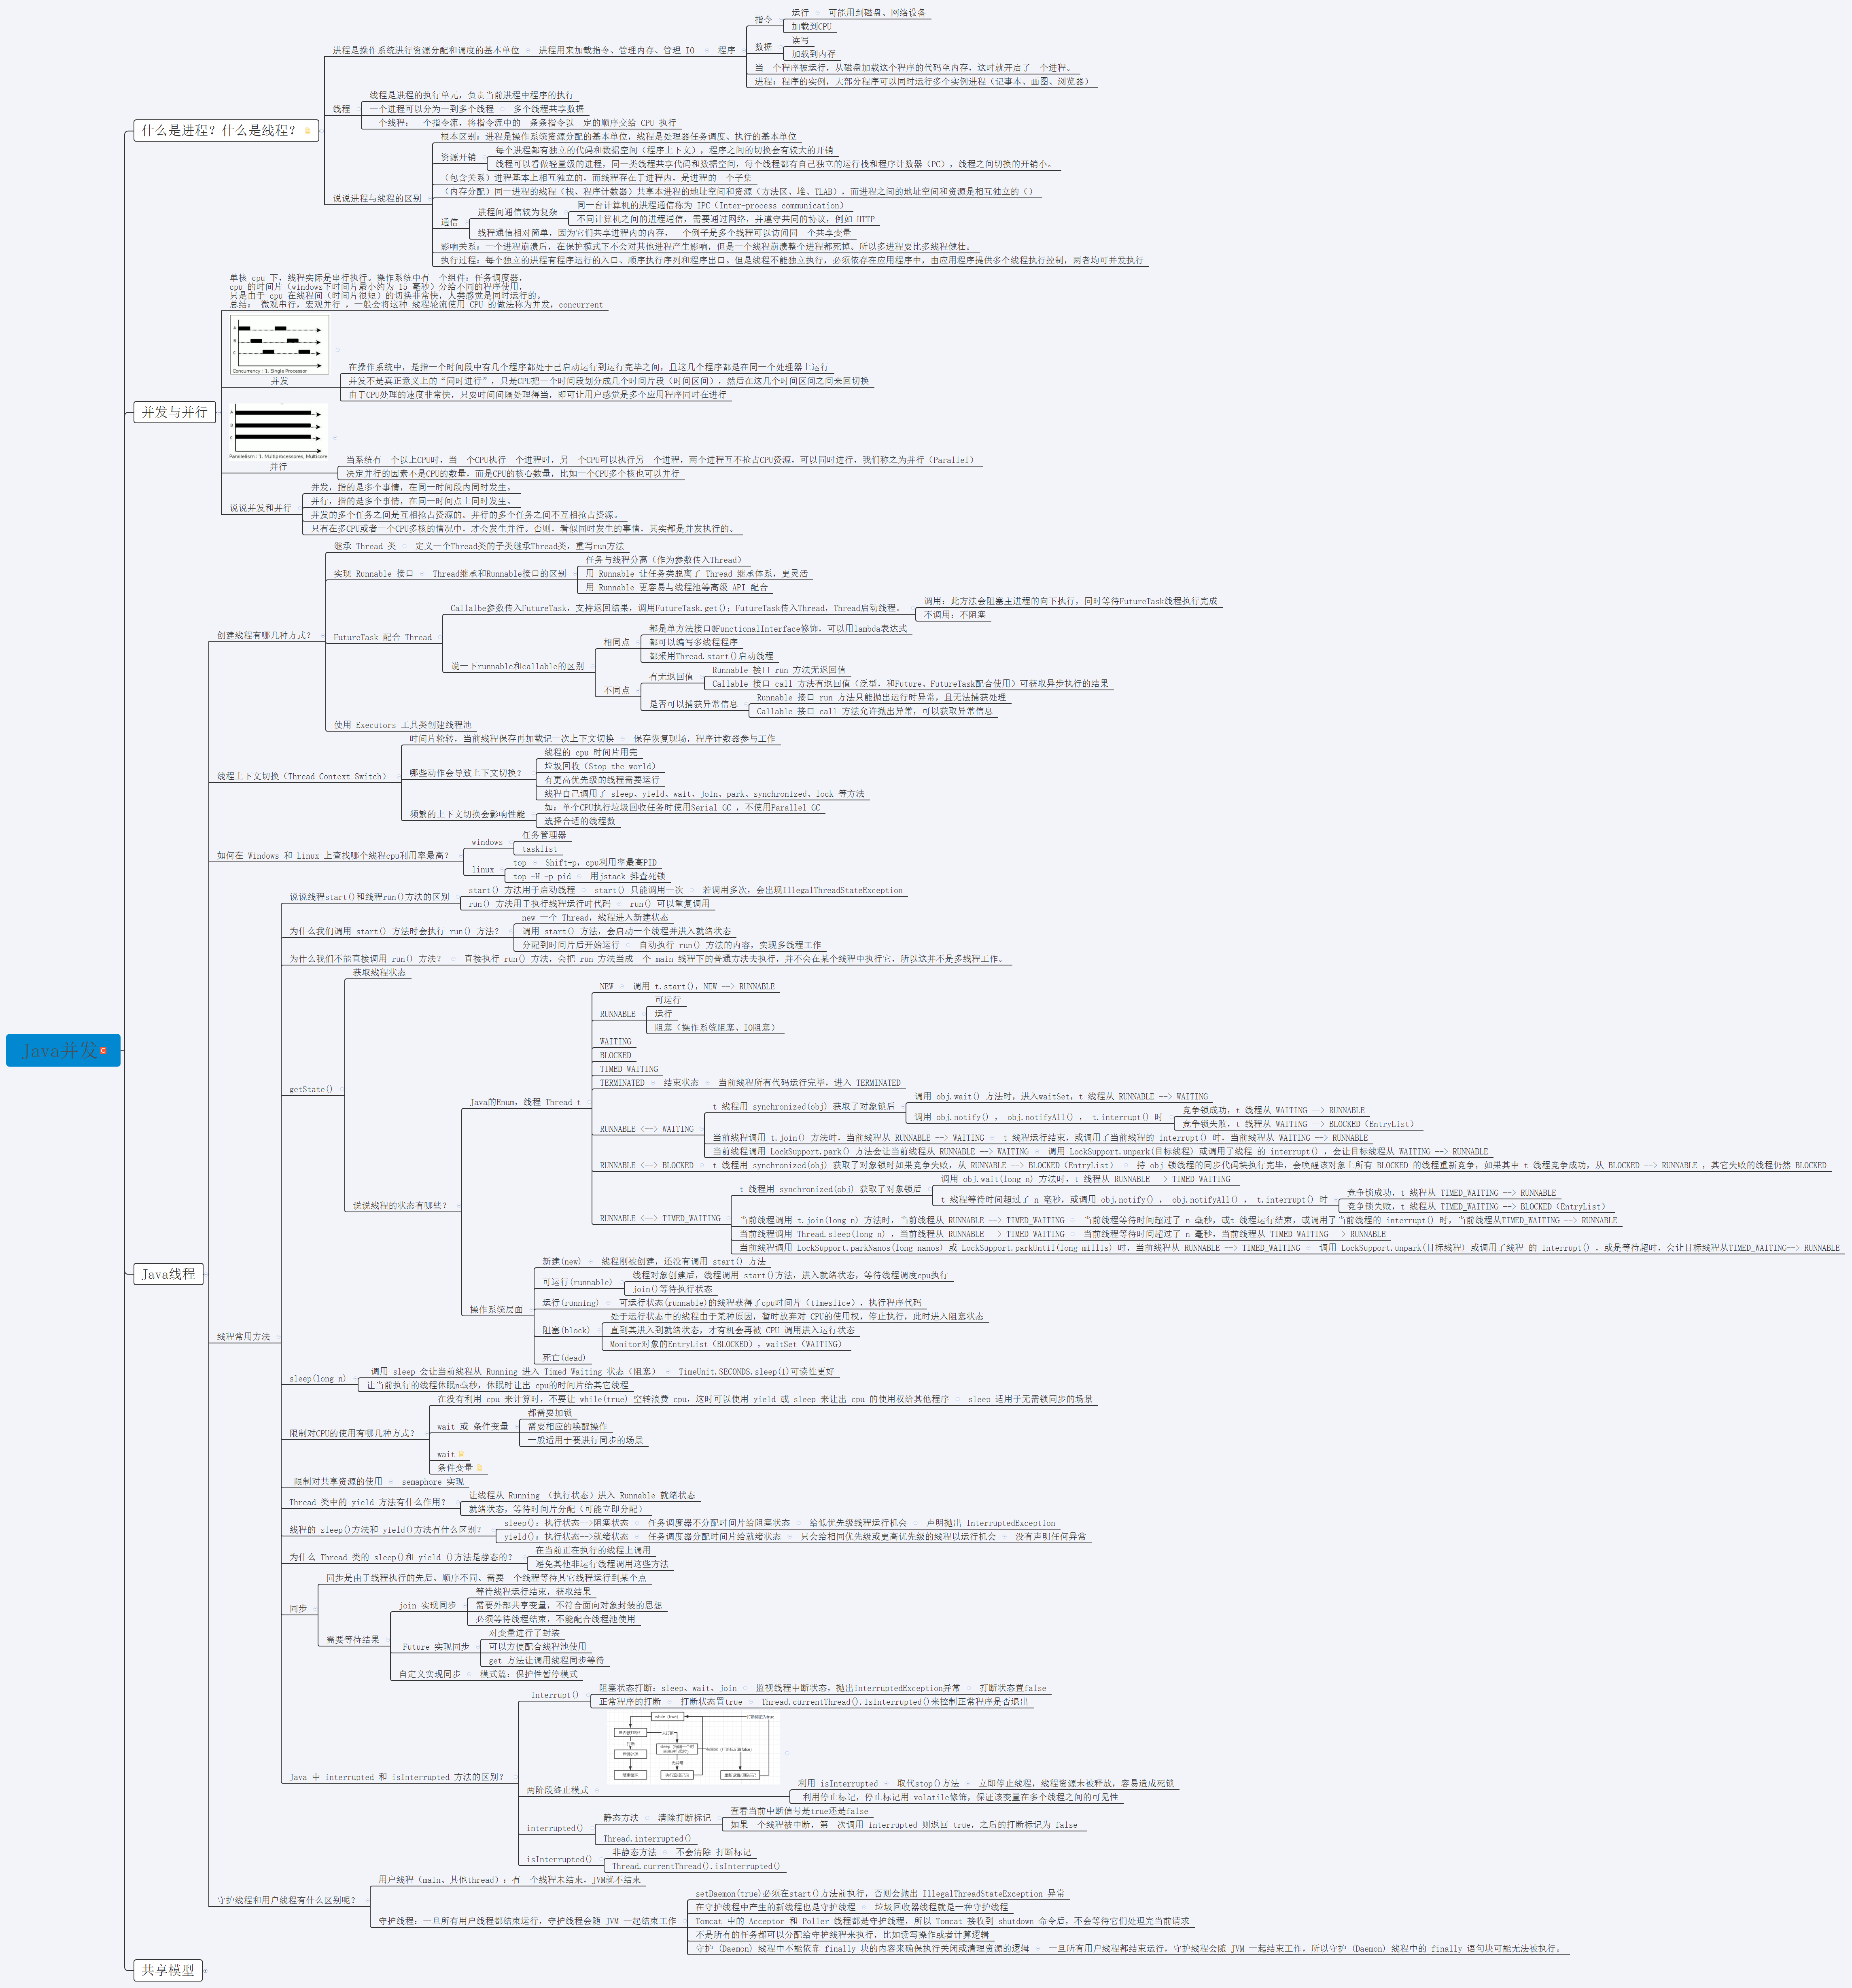 Java并发
什么是进程？什么是线程？
进程是操作系统进行资源分配和调度的基本单位
进程用来加载指令、管理内存、管理 IO
程序
指令
运行
可能用到磁盘、网络设备
加载到CPU
数据
读写
加载到内存
当一个程序被运行，从磁盘加载这个程序的代码至内存，这时就开启了一个进程。
进程：程序的实例，大部分程序可以同时运行多个实例进程（记事本、画图、浏览器）
线程
线程是进程的执行单元，负责当前进程中程序的执行
一个进程可以分为一到多个线程
多个线程共享数据
一个线程：一个指令流，将指令流中的一条条指令以一定的顺序交给 CPU 执行
说说进程与线程的区别
根本区别：进程是操作系统资源分配的基本单位，线程是处理器任务调度、执行的基本单位
资源开销
每个进程都有独立的代码和数据空间（程序上下文），程序之间的切换会有较大的开销
线程可以看做轻量级的进程，同一类线程共享代码和数据空间，每个线程都有自己独立的运行栈和程序计数器（PC），线程之间切换的开销小。
（包含关系）进程基本上相互独立的，而线程存在于进程内，是进程的一个子集
（内存分配）同一进程的线程（栈、程序计数器）共享本进程的地址空间和资源（方法区、堆、TLAB），而进程之间的地址空间和资源是相互独立的（）
通信
进程间通信较为复杂
同一台计算机的进程通信称为 IPC（Inter-process communication）
不同计算机之间的进程通信，需要通过网络，并遵守共同的协议，例如 HTTP
线程通信相对简单，因为它们共享进程内的内存，一个例子是多个线程可以访问同一个共享变量
影响关系：一个进程崩溃后，在保护模式下不会对其他进程产生影响，但是一个线程崩溃整个进程都死掉。所以多进程要比多线程健壮。
执行过程：每个独立的进程有程序运行的入口、顺序执行序列和程序出口。但是线程不能独立执行，必须依存在应用程序中，由应用程序提供多个线程执行控制，两者均可并发执行
并发与并行
单核 cpu 下，线程实际是串行执行。操作系统中有一个组件：任务调度器，
cpu 的时间片（windows下时间片最小约为 15 毫秒）分给不同的程序使用，
只是由于 cpu 在线程间（时间片很短）的切换非常快，人类感觉是同时运行的。
总结： 微观串行，宏观并行 ，一般会将这种 线程轮流使用 CPU 的做法称为并发，concurrent
A
B
C
Concurrency : 1. Single Processor
并发
在操作系统中，是指一个时间段中有几个程序都处于已启动运行到运行完毕之间，且这几个程序都是在同一个处理器上运行
并发不是真正意义上的“同时进行”，只是CPU把一个时间段划分成几个时间片段（时间区间），然后在这几个时间区间之间来回切换
由于CPU处理的速度非常快，只要时间间隔处理得当，即可让用户感觉是多个应用程序同时在进行
A
B
C
Parallelism : 1. Multiprocessores, Multicore
并行
当系统有一个以上CPU时，当一个CPU执行一个进程时，另一个CPU可以执行另一个进程，两个进程互不抢占CPU资源，可以同时进行，我们称之为并行（Parallel）
决定并行的因素不是CPU的数量，而是CPU的核心数量，比如一个CPU多个核也可以并行
说说并发和并行
并发，指的是多个事情，在同一时间段内同时发生。
并行，指的是多个事情，在同一时间点上同时发生。
并发的多个任务之间是互相抢占资源的。并行的多个任务之间不互相抢占资源。
只有在多CPU或者一个CPU多核的情况中，才会发生并行。否则，看似同时发生的事情，其实都是并发执行的。
Java线程
创建线程有哪几种方式？
继承 Thread 类
定义一个Thread类的子类继承Thread类，重写run方法
实现 Runnable 接口
Thread继承和Runnable接口的区别
任务与线程分离（作为参数传入Thread）
用 Runnable 让任务类脱离了 Thread 继承体系，更灵活
用 Runnable 更容易与线程池等高级 API 配合
FutureTask 配合 Thread
Callalbe参数传入FutureTask，支持返回结果，调用FutureTask.get()；FutureTask传入Thread，Thread启动线程。
调用：此方法会阻塞主进程的向下执行，同时等待FutureTask线程执行完成
不调用：不阻塞
说一下runnable和callable的区别
相同点
都是单方法接口@FunctionalInterface修饰，可以用lambda表达式
都可以编写多线程程序
都采用Thread.start()启动线程
不同点
有无返回值
Runnable 接口 run 方法无返回值
Callable 接口 call 方法有返回值（泛型，和Future、FutureTask配合使用）可获取异步执行的结果
是否可以捕获异常信息
Runnable 接口 run 方法只能抛出运行时异常，且无法捕获处理
Callable 接口 call 方法允许抛出异常，可以获取异常信息
使用 Executors 工具类创建线程池
线程上下文切换（Thread Context Switch）
时间片轮转，当前线程保存再加载记一次上下文切换
保存恢复现场，程序计数器参与工作
哪些动作会导致上下文切换？
线程的 cpu 时间片用完
垃圾回收（Stop the world）
有更高优先级的线程需要运行
线程自己调用了 sleep、yield、wait、join、park、synchronized、lock 等方法
频繁的上下文切换会影响性能
如：单个CPU执行垃圾回收任务时使用Serial GC ，不使用Parallel GC
选择合适的线程数
如何在 Windows 和 Linux 上查找哪个线程cpu利用率最高？
windows
任务管理器
tasklist
linux
top
Shift+p，cpu利用率最高PID
top -H -p pid
用jstack 排查死锁
线程常用方法
说说线程start()和线程run()方法的区别
start() 方法用于启动线程
start() 只能调用一次
若调用多次，会出现IllegalThreadStateException
run() 方法用于执行线程运行时代码
run() 可以重复调用
为什么我们调用 start() 方法时会执行 run() 方法？
new 一个 Thread，线程进入新建状态
调用 start() 方法，会启动一个线程并进入就绪状态
分配到时间片后开始运行
自动执行 run() 方法的内容，实现多线程工作
为什么我们不能直接调用 run() 方法？
直接执行 run() 方法，会把 run 方法当成一个 main 线程下的普通方法去执行，并不会在某个线程中执行它，所以这并不是多线程工作。
getState()
获取线程状态
说说线程的状态有哪些？
Java的Enum，线程 Thread t
NEW
调用 t.start()，NEW --> RUNNABLE
RUNNABLE
可运行
运行
阻塞（操作系统阻塞、IO阻塞）
WAITING
BLOCKED
TIMED_WAITING
TERMINATED
结束状态
当前线程所有代码运行完毕，进入 TERMINATED
RUNNABLE <--> WAITING
t 线程用 synchronized(obj) 获取了对象锁后
调用 obj.wait() 方法时，进入waitSet，t 线程从 RUNNABLE --> WAITING
调用 obj.notify() ， obj.notifyAll() ， t.interrupt() 时
竞争锁成功，t 线程从 WAITING --> RUNNABLE
竞争锁失败，t 线程从 WAITING --> BLOCKED（EntryList）
当前线程调用 t.join() 方法时，当前线程从 RUNNABLE --> WAITING
t 线程运行结束，或调用了当前线程的 interrupt() 时，当前线程从 WAITING --> RUNNABLE
当前线程调用 LockSupport.park() 方法会让当前线程从 RUNNABLE --> WAITING
调用 LockSupport.unpark(目标线程) 或调用了线程 的 interrupt() ，会让目标线程从 WAITING --> RUNNABLE
RUNNABLE <--> BLOCKED
t 线程用 synchronized(obj) 获取了对象锁时如果竞争失败，从 RUNNABLE --> BLOCKED（EntryList）
持 obj 锁线程的同步代码块执行完毕，会唤醒该对象上所有 BLOCKED 的线程重新竞争，如果其中 t 线程竞争成功，从 BLOCKED --> RUNNABLE ，其它失败的线程仍然 BLOCKED
RUNNABLE <--> TIMED_WAITING
t 线程用 synchronized(obj) 获取了对象锁后
调用 obj.wait(long n) 方法时，t 线程从 RUNNABLE --> TIMED_WAITING
t 线程等待时间超过了 n 毫秒，或调用 obj.notify() ， obj.notifyAll() ， t.interrupt() 时
竞争锁成功，t 线程从 TIMED_WAITING --> RUNNABLE
竞争锁失败，t 线程从 TIMED_WAITING --> BLOCKED（EntryList）
当前线程调用 t.join(long n) 方法时，当前线程从 RUNNABLE --> TIMED_WAITING
当前线程等待时间超过了 n 毫秒，或t 线程运行结束，或调用了当前线程的 interrupt() 时，当前线程从TIMED_WAITING --> RUNNABLE
当前线程调用 Thread.sleep(long n) ，当前线程从 RUNNABLE --> TIMED_WAITING
当前线程等待时间超过了 n 毫秒，当前线程从 TIMED_WAITING --> RUNNABLE
当前线程调用 LockSupport.parkNanos(long nanos) 或 LockSupport.parkUntil(long millis) 时，当前线程从 RUNNABLE --> TIMED_WAITING
调用 LockSupport.unpark(目标线程) 或调用了线程 的 interrupt() ，或是等待超时，会让目标线程从TIMED_WAITING--> RUNNABLE
操作系统层面
新建(new)
线程刚被创建，还没有调用 start() 方法
可运行(runnable)
线程对象创建后，线程调用 start()方法，进入就绪状态，等待线程调度cpu执行
join()等待执行状态
运行(running)
可运行状态(runnable)的线程获得了cpu时间片（timeslice），执行程序代码
阻塞(block)
处于运行状态中的线程由于某种原因，暂时放弃对 CPU的使用权，停止执行，此时进入阻塞状态
直到其进入到就绪状态，才有机会再被 CPU 调用进入运行状态
Monitor对象的EntryList（BLOCKED），waitSet（WAITING）
死亡(dead)
sleep(long n)
调用 sleep 会让当前线程从 Running 进入 Timed Waiting 状态（阻塞）
TimeUnit.SECONDS.sleep(1)可读性更好
让当前执行的线程休眠n毫秒，休眠时让出 cpu的时间片给其它线程
限制对CPU的使用有哪几种方式？
在没有利用 cpu 来计算时，不要让 while(true) 空转浪费 cpu，这时可以使用 yield 或 sleep 来让出 cpu 的使用权给其他程序
sleep 适用于无需锁同步的场景
wait 或 条件变量
都需要加锁
需要相应的唤醒操作
一般适用于要进行同步的场景
wait
条件变量
限制对共享资源的使用
semaphore 实现
Thread 类中的 yield 方法有什么作用？
让线程从 Running （执行状态）进入 Runnable 就绪状态
就绪状态，等待时间片分配（可能立即分配）
线程的 sleep()方法和 yield()方法有什么区别？
sleep()：执行状态-->阻塞状态
任务调度器不分配时间片给阻塞状态
给低优先级线程运行机会
声明抛出 InterruptedException
yield()：执行状态-->就绪状态
任务调度器分配时间片给就绪状态
只会给相同优先级或更高优先级的线程以运行机会
没有声明任何异常
为什么 Thread 类的 sleep()和 yield ()方法是静态的？
在当前正在执行的线程上调用
避免其他非运行线程调用这些方法
同步
同步是由于线程执行的先后、顺序不同、需要一个线程等待其它线程运行到某个点
需要等待结果
join 实现同步
等待线程运行结束，获取结果
需要外部共享变量，不符合面向对象封装的思想
必须等待线程结束，不能配合线程池使用
Future 实现同步
对变量进行了封装
可以方便配合线程池使用
get 方法让调用线程同步等待
自定义实现同步
模式篇：保护性暂停模式
Java 中 interrupted 和 isInterrupted 方法的区别？
interrupt()
阻塞状态打断：sleep、wait、join
监视线程中断状态，抛出interruptedException异常
打断状态置false
正常程序的打断
打断状态置true
Thread.currentThread().isInterrupted()来控制正常程序是否退出
while（true）
打断标记为true
是否被打断？
未打断
打断
无异常
两阶段终止模式
利用 isInterrupted
取代stop()方法
立即停止线程，线程资源未被释放，容易造成死锁
利用停止标记，停止标记用 volatile修饰，保证该变量在多个线程之间的可见性
interrupted()
静态方法
清除打断标记
查看当前中断信号是true还是false
如果一个线程被中断，第一次调用 interrupted 则返回 true，之后的打断标记为 false
Thread.interrupted()
isInterrupted()
非静态方法
不会清除 打断标记
Thread.currentThread().isInterrupted()
守护线程和用户线程有什么区别呢？
用户线程（main、其他thread）：有一个线程未结束，JVM就不结束
守护线程：一旦所有用户线程都结束运行，守护线程会随 JVM 一起结束工作
setDaemon(true)必须在start()方法前执行，否则会抛出 IllegalThreadStateException 异常
在守护线程中产生的新线程也是守护线程
垃圾回收器线程就是一种守护线程
Tomcat 中的 Acceptor 和 Poller 线程都是守护线程，所以 Tomcat 接收到 shutdown 命令后，不会等待它们处理完当前请求
不是所有的任务都可以分配给守护线程来执行，比如读写操作或者计算逻辑
守护 (Daemon) 线程中不能依靠 finally 块的内容来确保执行关闭或清理资源的逻辑
一旦所有用户线程都结束运行，守护线程会随 JVM 一起结束工作，所以守护 (Daemon) 线程中的 finally 语句块可能无法被执行。
共享模型